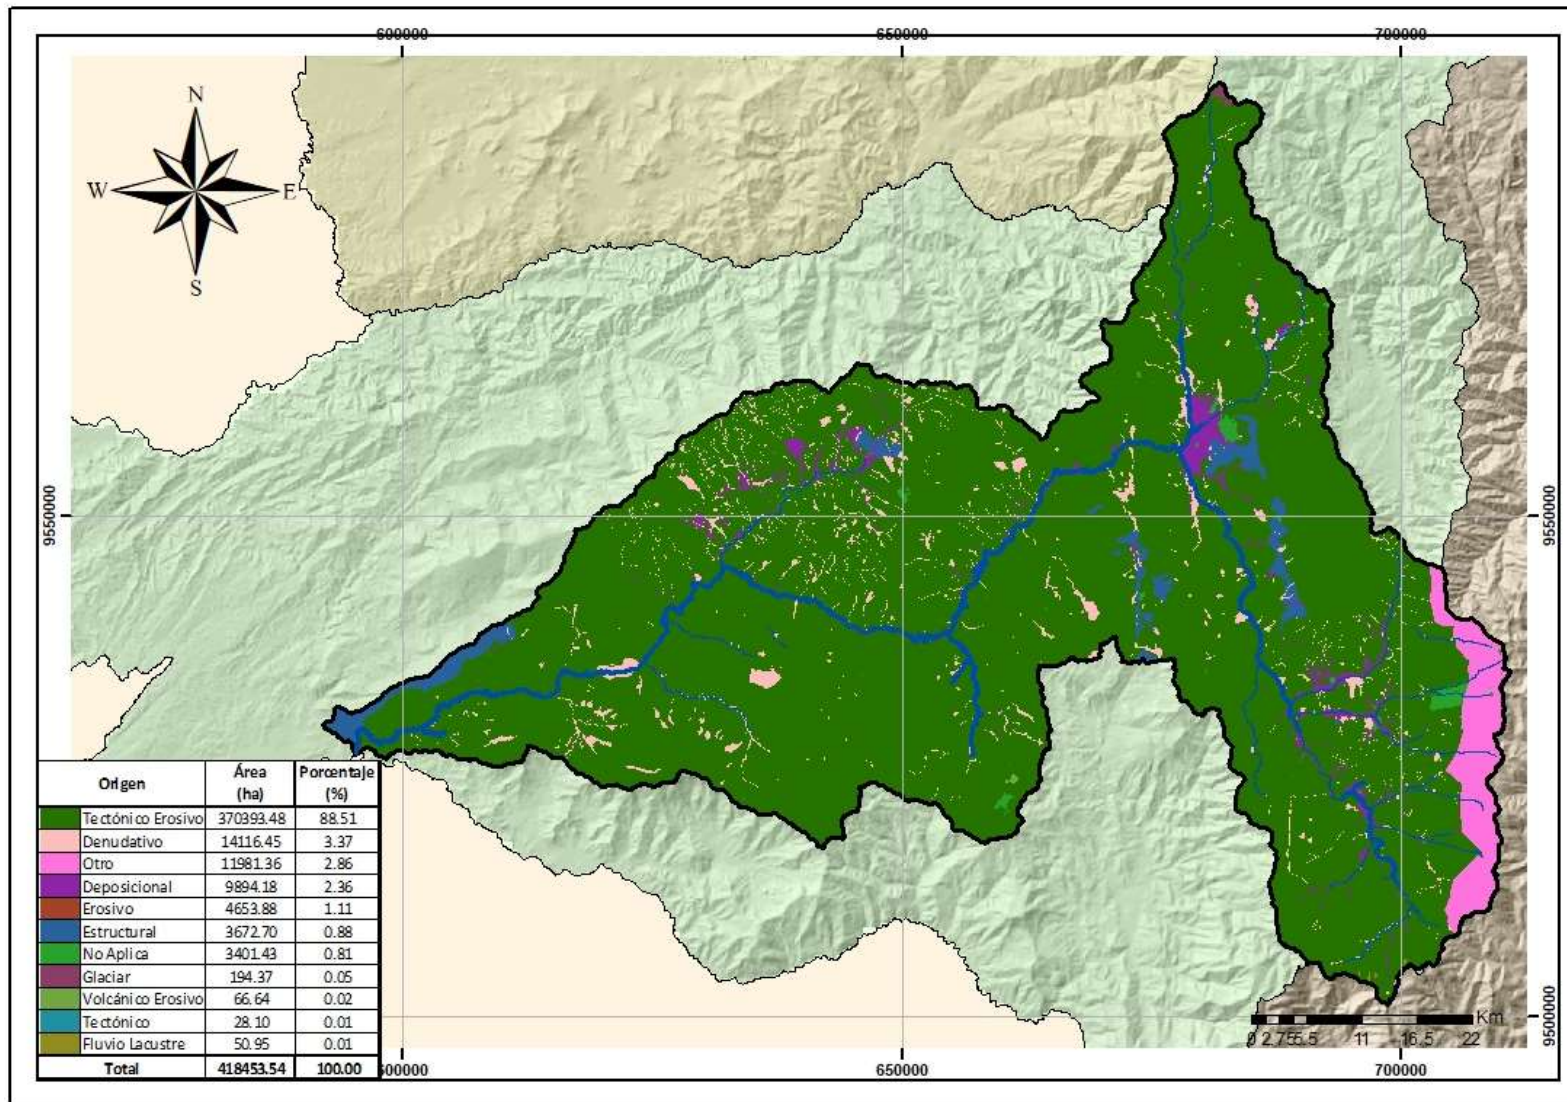 600000 650000 700000
N
W E
S
9550000 9550000
Origen Área (ha) Porcentaje (%)
Tectónico Erosivo 370393.48 88.51
Denudativo 14116.45 3.37
Otro 11981.36 2.86
Deposicional 9894.18 2.36
Erosivo 4653.88 1.11
Estructural 3672.70 0.88
No Aplica 3401.43 0.81
Glaciar 194.37 0.05
Volcánico Erosivo 66.64 0.02
Tectónico 28.10 0.01
Fluvio Lacustre 50.95 0.01
Total 418453.54 100.00
9500000
Km
0 2.75 5.5 11 16.5 22
600000 650000 700000